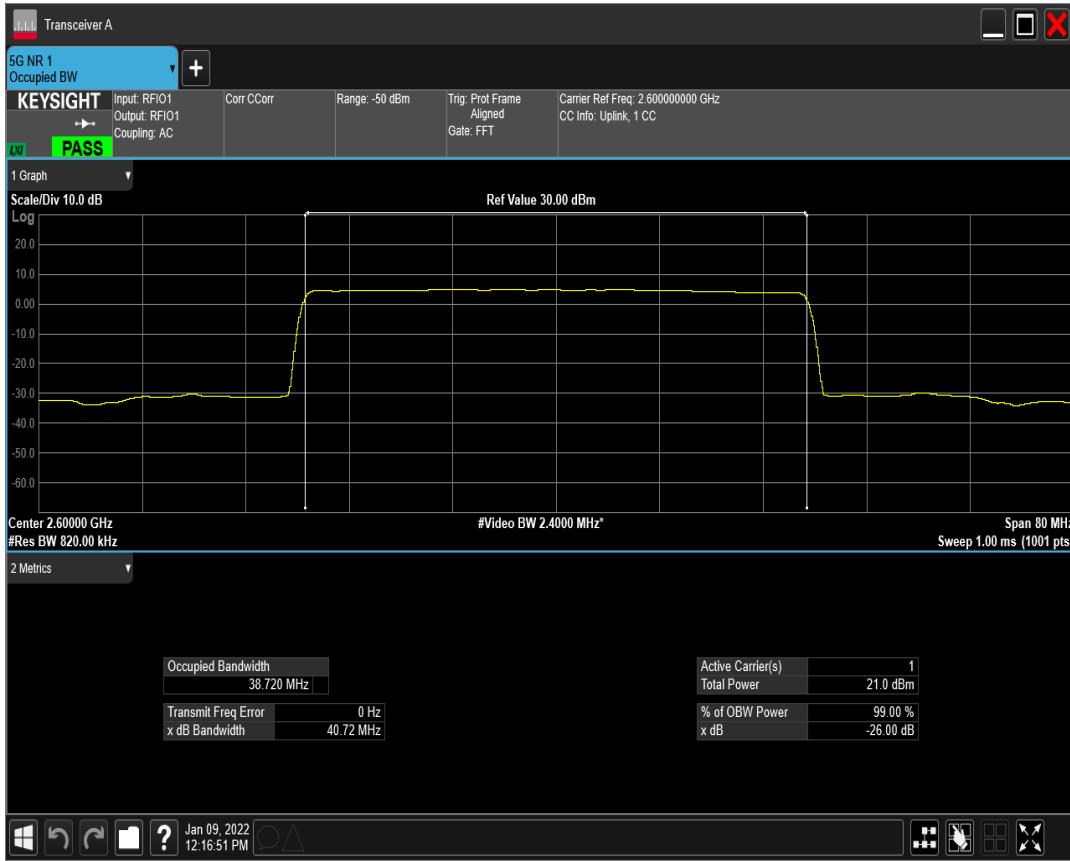 Transceiver A
5G NR 1
Occupied BW
KEYSIGHT
LXI
PASS
Input: RFIO1
Output: RFIO1
Coupling: AC
Corr CCorr
Range: -50 dBm
Trig: Prot Frame
Aligned
Gate: FFT
Carrier Ref Freq: 2.600000000 GHz
CC Info: Uplink, 1 CC
1 Graph
Scale/Div 10.0 dB
Ref Value 30.00 dBm
Log
20.0
10.0
0.00
-10.0
-20.0
-30.0
-40.0
-50.0
-60.0
Center 2.60000 GHz
#Video BW 2.4000 MHz*
Span 80 MHz
#Res BW 820.00 kHz
Sweep 1.00 ms (1001 pts
2 Metrics
Occupied Bandwidth
38.720 MHz
Transmit Freq Error 0 Hz
x dB Bandwidth 40.72 MHz
Active Carrier(s) 1
Total Power 21.0 dBm
% of OBW Power 99.00 %
x dB -26.00 dB
?
Jan 09, 2022
12:16:51 PM